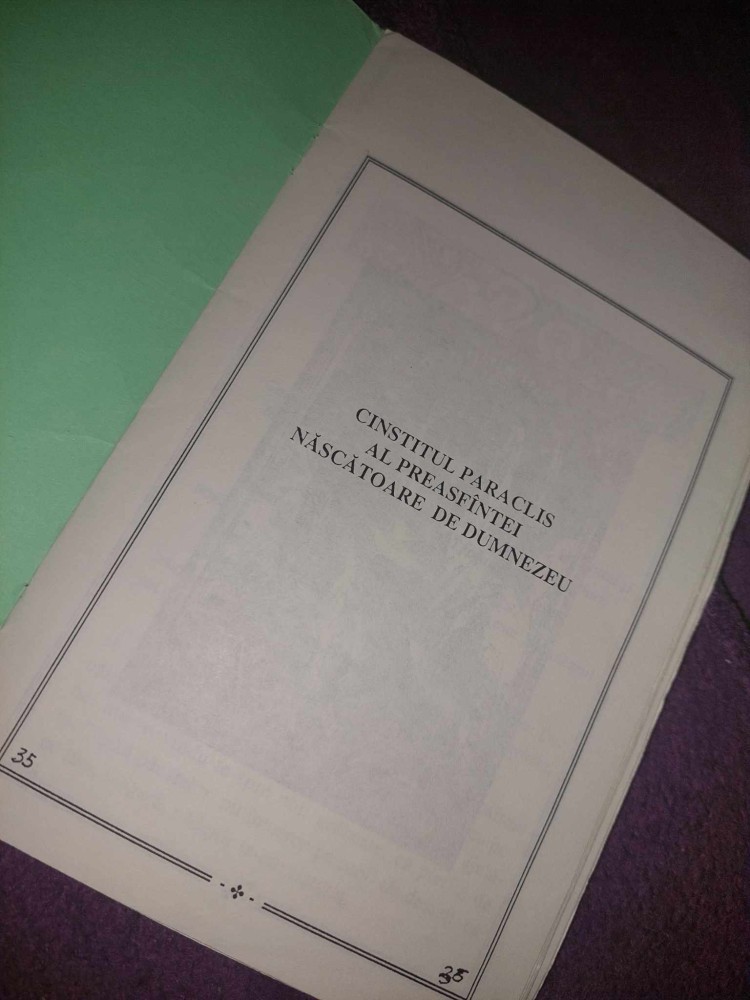 CINSTITUL PARACLIS
AL PREASFÎNTEI
NĂSCĂTOARE DE DUMNEZEU
35
35